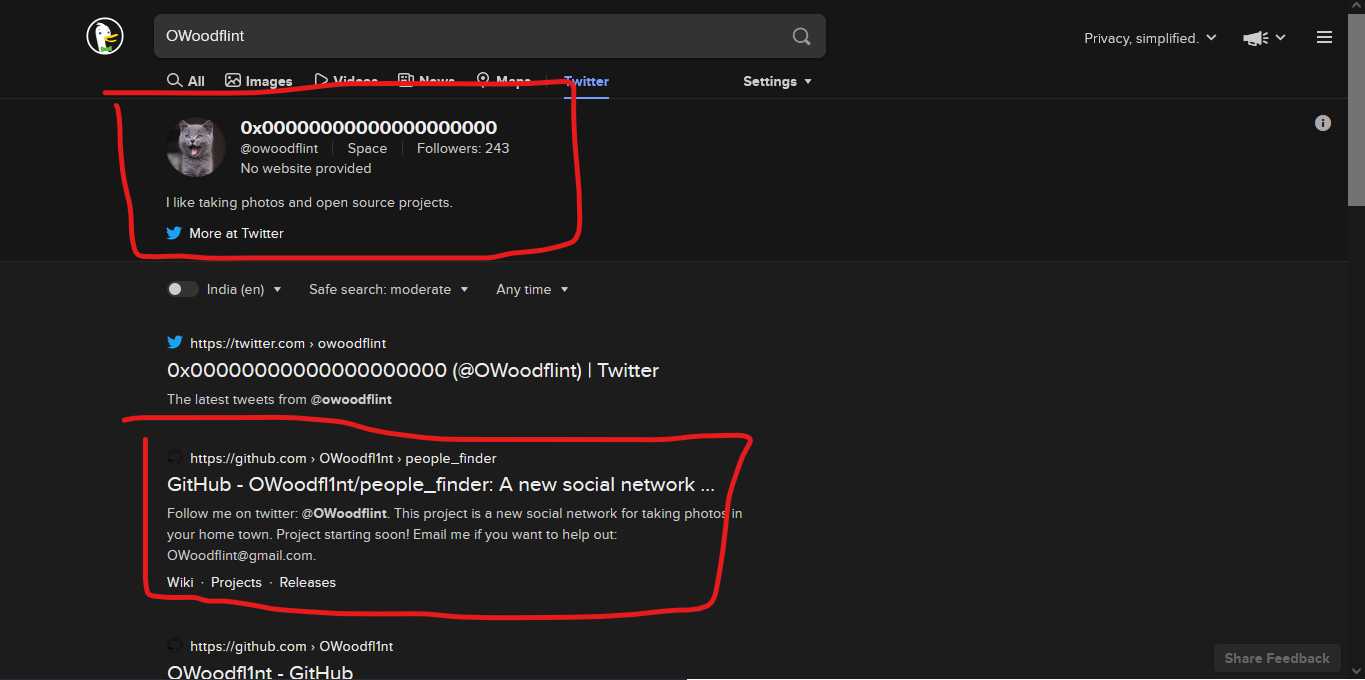 OWoodflint
Privacy, simplified.
All Images Videos News Maps Twitter Settings
0x00000000000000000000
@owoodflint Space Followers: 243
No website provided
I like taking photos and open source projects.
More at Twitter
India (en) Safe search: moderate Any time
https://twitter.com › owoodflint
0x00000000000000000000 (@OWoodflint) | Twitter
The latest tweets from @owoodflint
https://github.com › OWoodfl1nt › people_finder
GitHub - OWoodfl1nt/people_finder: A new social network ...
Follow me on twitter: @OWoodflint. This project is a new social network for taking photos in
your home town. Project starting soon! Email me if you want to help out:
OWoodflint@gmail.com.
Wiki · Projects · Releases
https://github.com › OWoodfl1nt
OWoodfl1nt - GitHub
Share Feedback